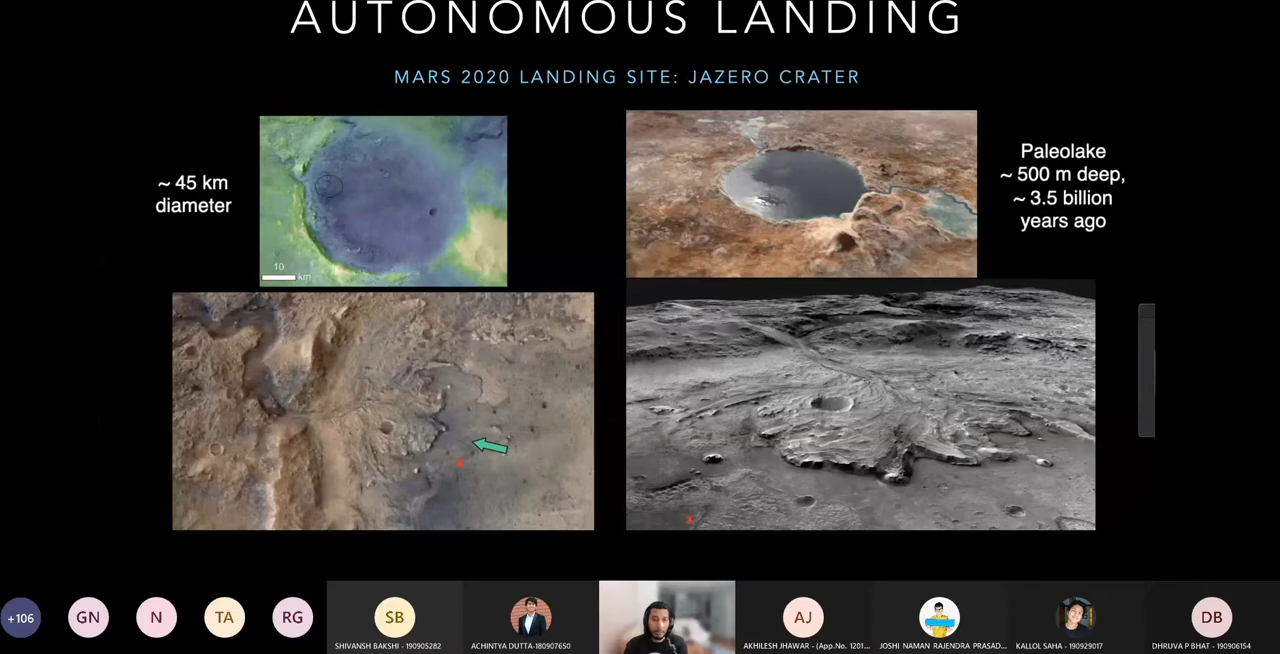 AUTONOMOUS LANDING
MARS 2020 LANDING SITE: JAZERO CRATER
~ 45 km
diameter
10
km
Paleolake
~ 500 m deep,
~ 3.5 billion
years ago
x
x
+106
GN
N
TA
RG
SB
SHIVANSH BAKSHI - 190905282
ACHINTYA DUTTA-180907650
AJ
AKHILESH JHAWAR - (App.No. 1201...
JOSHI NAMAN RAJENDRA PRASAD...
KALLOL SAHA - 190929017
DB
DHRUVA P BHAT - 190906154